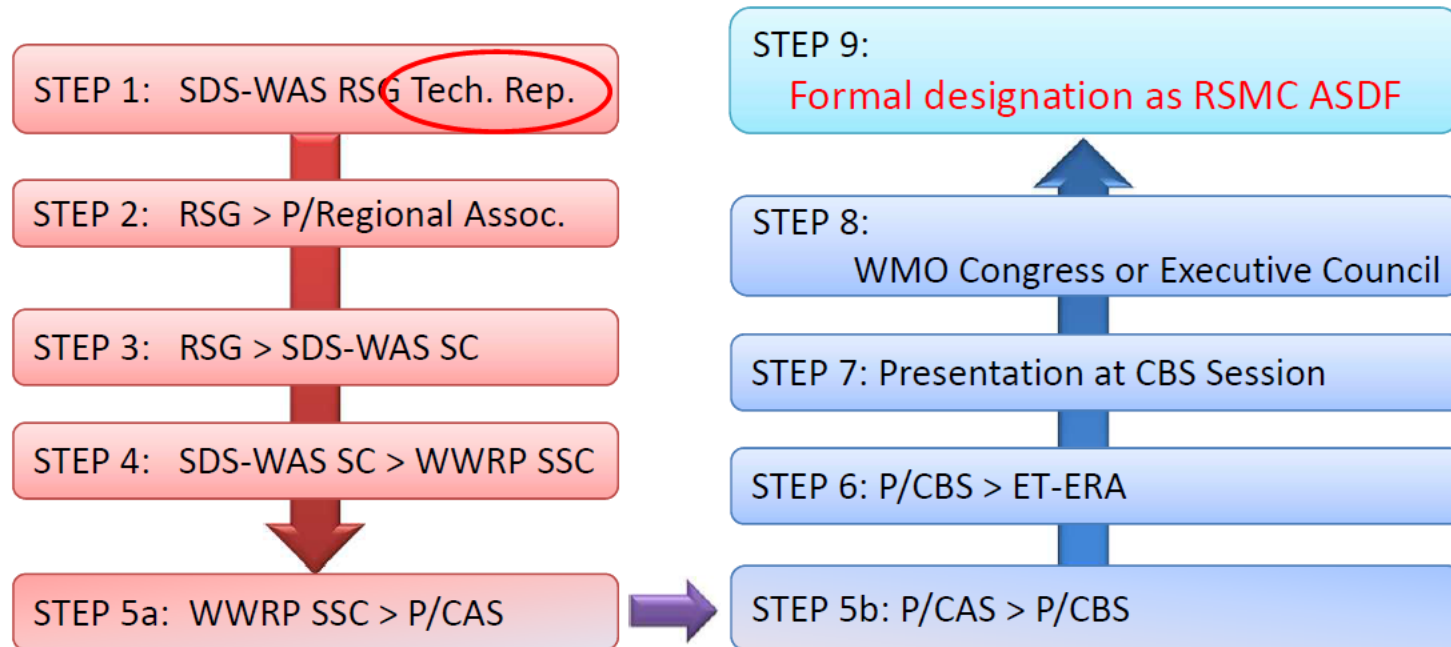 STEP 1: SDS-WAS RSG Tech. Rep.
STEP 2: RSG > P/Regional Assoc.
STEP 3: RSG > SDS-WAS SC
STEP 4: SDS-WAS SC > WWRP SSC
STEP 5a: WWRP SSC > P/CAS
STEP 5b: P/CAS > P/CBS
STEP 6: P/CBS > ET-ERA
STEP 7: Presentation at CBS Session
STEP 8:
WMO Congress or Executive Council
STEP 9:
Formal designation as RSMC ASDF